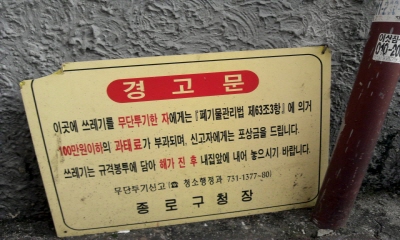 경고문
이곳에 쓰레기를 무단투기한 자에게는 『폐기물관리법 제63조3항』에 의거
100만원이하의 과태료가 부과되며, 신고자에게는 포상금을 드립니다.
쓰레기는 규격봉투에 담아 해가 진 후 내집앞에 내어 놓으시기 바랍니다.
무단투기신고 (☎ 청소행정과 731-1377~80)
종로구청장
010-20